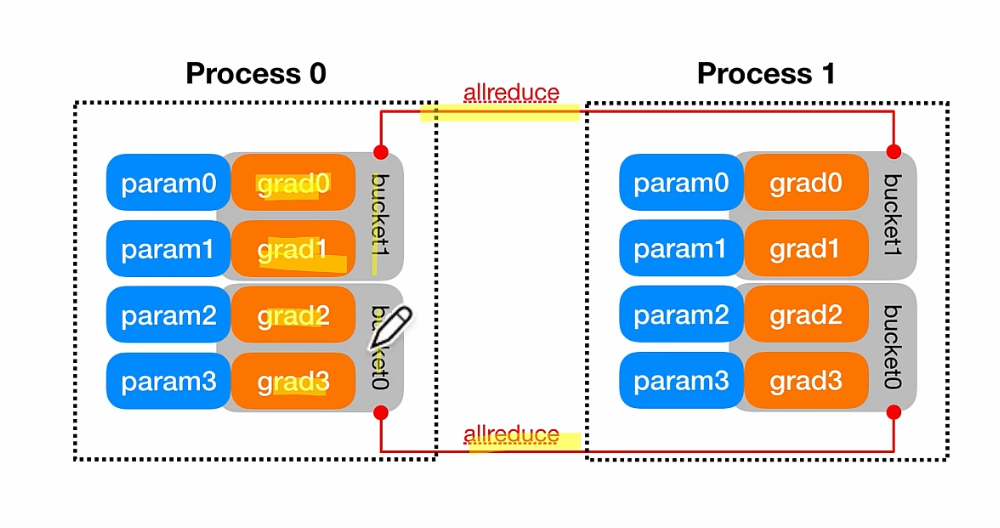 Process 0
Process 1
allreduce
param0 grad0
param1 grad1
bucket1
param2 grad2
param3 grad3
bucket0
param0 grad0
param1 grad1
bucket1
param2 grad2
param3 grad3
bucket0
allreduce